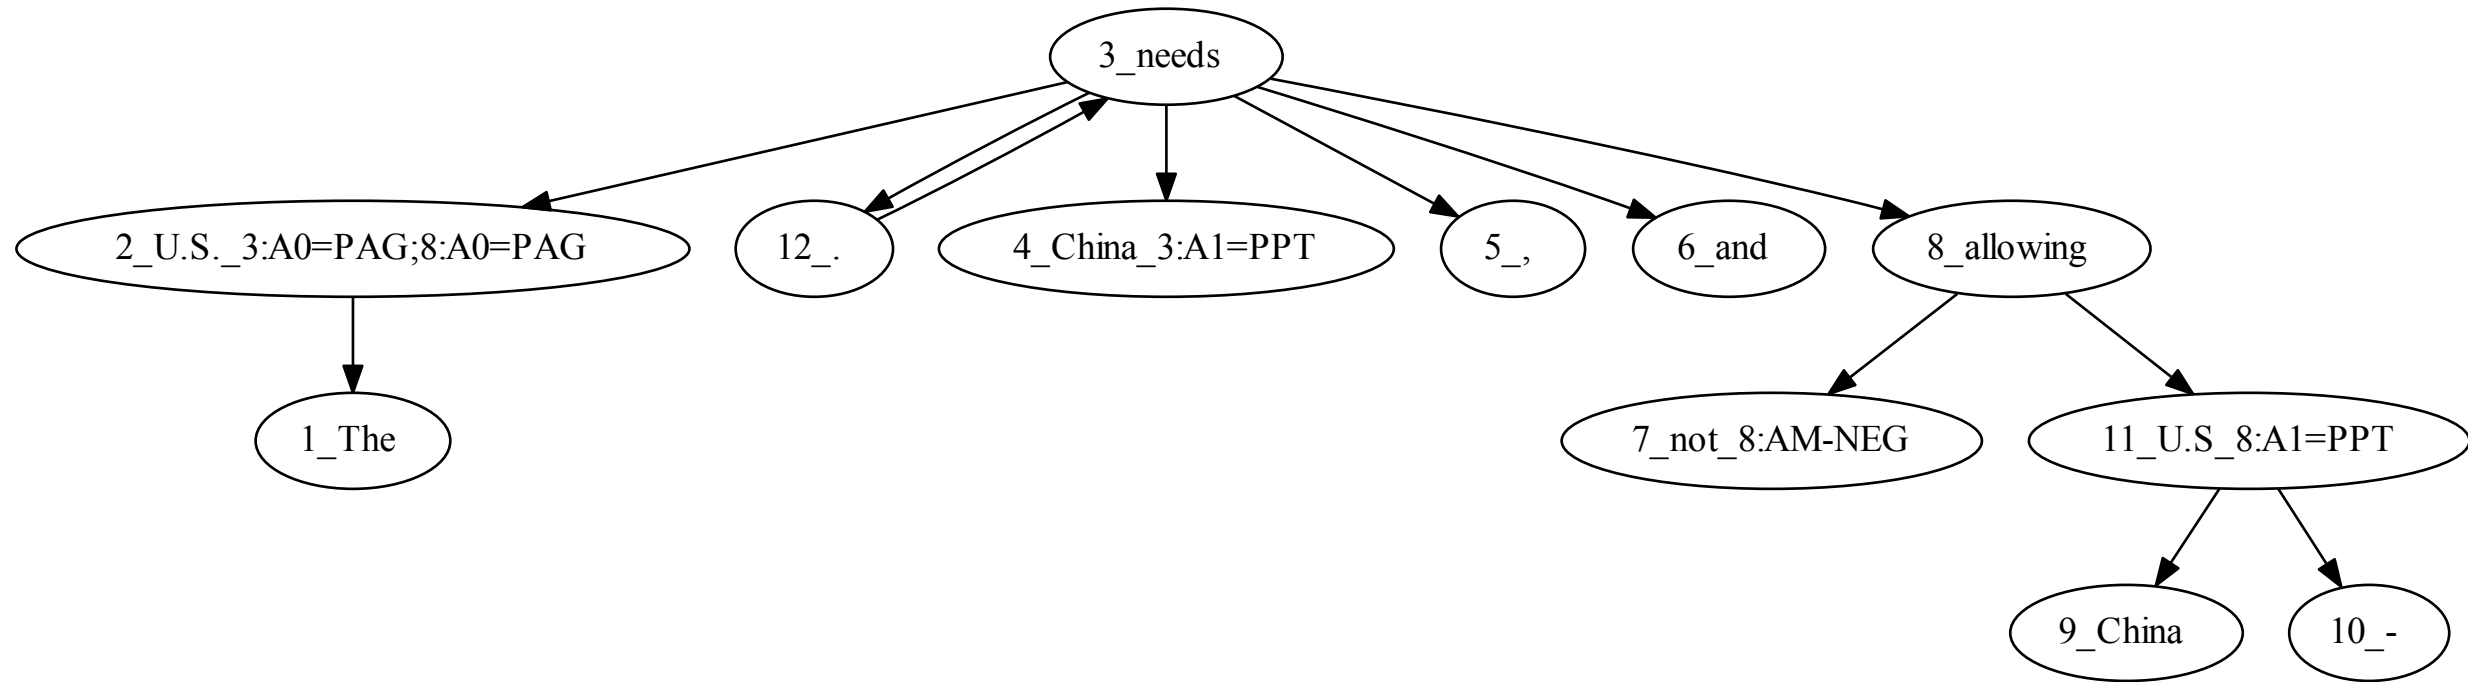 3_needs
2_U.S._3:A0=PAG;8:A0=PAG
12_.
4_China_3:A1=PPT
5_,
6_and
8_allowing
1_The
7_not_8:AM-NEG
11_U.S_8:A1=PPT
9_China
10_-